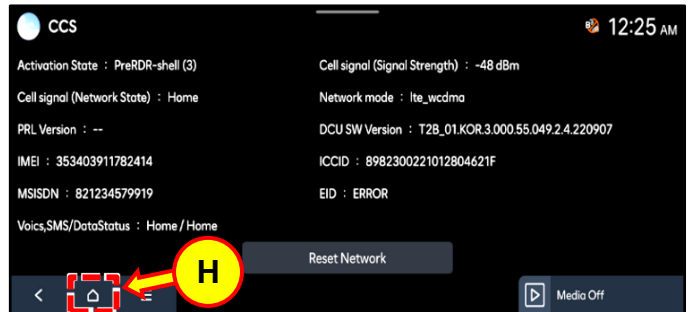 CCS
12:25 AM
Activation State : PreRDR-shell (3)
Cell signal (Signal Strength) : -48 dBm
Cell signal (Network State) : Home
Network mode : lte_wcdma
PRL Version : --
DCU SW Version : T2B_01.KOR.3.000.55.049.2.4.220907
IMEI : 353403911782414
ICCID : 8982300221012804621F
MSISDN : 821234579919
EID : ERROR
Voics,SMS/DataStatus : Home / Home
Reset Network
H
Media Off